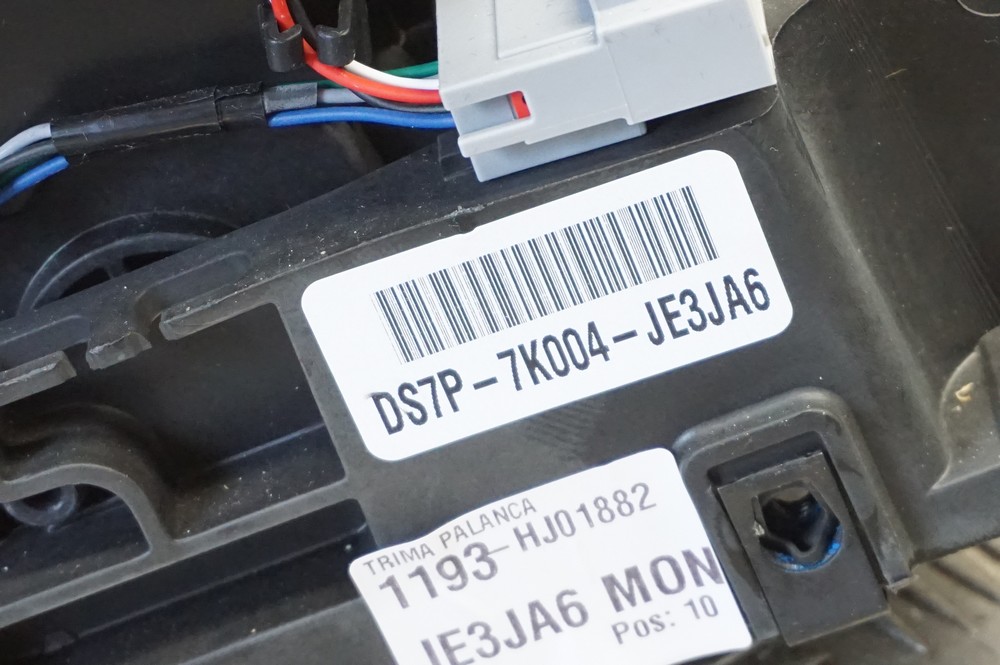 DS7P-7K004-JE3JA6
TRIMA PALANCA
1193-HJ01882
JE3JA6 MON
Pos: 10